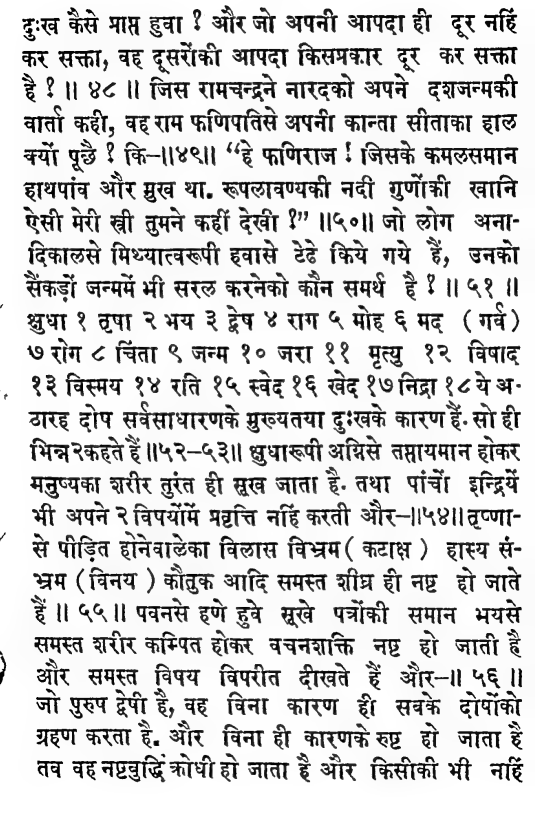 दुःख कैसे प्राप्त हुवा ? और जो अपनी आपदा ही दूर नहिं
कर सक्ता, वह दूसरोंकी आपदा किसप्रकार दूर कर सक्ता
है ? ॥ ४८ ॥ जिस रामचन्द्रने नारदको अपने दशजन्मकी
वार्ता कही, वह राम फणिपतिसे अपनी कान्ता सीताका हाल
क्यों पूछै ? कि–॥४९॥ “हे फणिराज ! जिसके कमलसमान
हाथपांव और मुख था. रूपलावण्यकी नदी गुणोंकी खानि
ऐसी मेरी स्त्री तुमने कहीं देखी ?” ॥५०॥ जो लोग अना-
दिकालसे मिथ्यात्वरूपी हवासे टेढे किये गये हैं, उनको
सैंकड़ों जन्ममें भी सरल करनेको कौन समर्थ है ? ॥ ५१ ॥
क्षुधा १ तृषा २ भय ३ द्वेष ४ राग ५ मोह ६ मद (गर्व)
७ रोग ८ चिंता ९ जन्म १० जरा ११ मृत्यु १२ विषाद
१३ विस्मय १४ रति १५ स्वेद १६ खेद १७ निद्रा १८ ये अ-
ठारह दोप सर्वसाधारणके मुख्यतया दुःखके कारण हैं. सो ही
भिन्न२कहते हैं ॥५२–५३॥ क्षुधारूपी अग्निसे तप्तायमान होकर
मनुष्यका शरीर तुरंत ही सूख जाता है. तथा पांचों इन्द्रियें
भी अपने २ विषयोंमें प्रवृत्ति नहिं करती और–॥५४॥ तृष्णा-
से पीड़ित होनेवालेका विलास विभ्रम ( कटाक्ष ) हास्य सं-
भ्रम (विनय ) कौतुक आदि समस्त शीघ्र ही नष्ट हो जाते
हैं ॥ ५५ ॥ पवनसे हणे हुवे सूखे पत्रोंकी समान भयसे
समस्त शरीर कम्पित होकर वचनशक्ति नष्ट हो जाती है
और समस्त विषय विपरीत दीखते हैं और–॥ ५६ ॥
जो पुरुप द्वेषी है, वह विना कारण ही सबके दोषोंको
ग्रहण करता है. और विना ही कारणके रुष्ट हो जाता है
तव वह नष्टबुद्धि क्रोधी हो जाता है और किसीकी भी नहिं